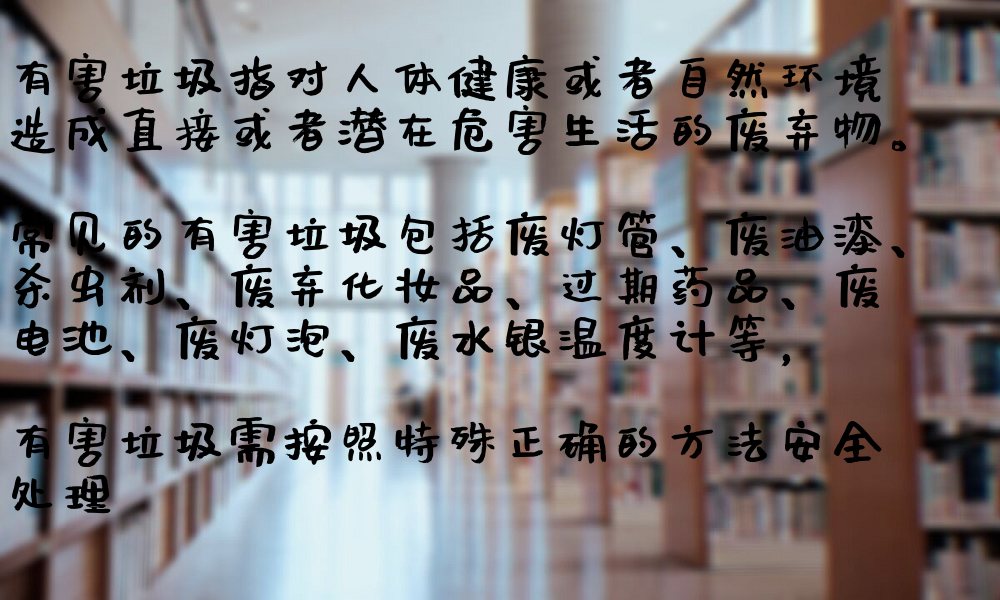 有害垃圾指对人体健康或者自然环境
造成直接或者潜在危害生活的废弃物。
常见的有害垃圾包括废灯管、废油漆、
杀虫剂、废弃化妆品、过期药品、废
电池、废灯泡、废水银温度计等，
有害垃圾需按照特殊正确的方法安全
处理